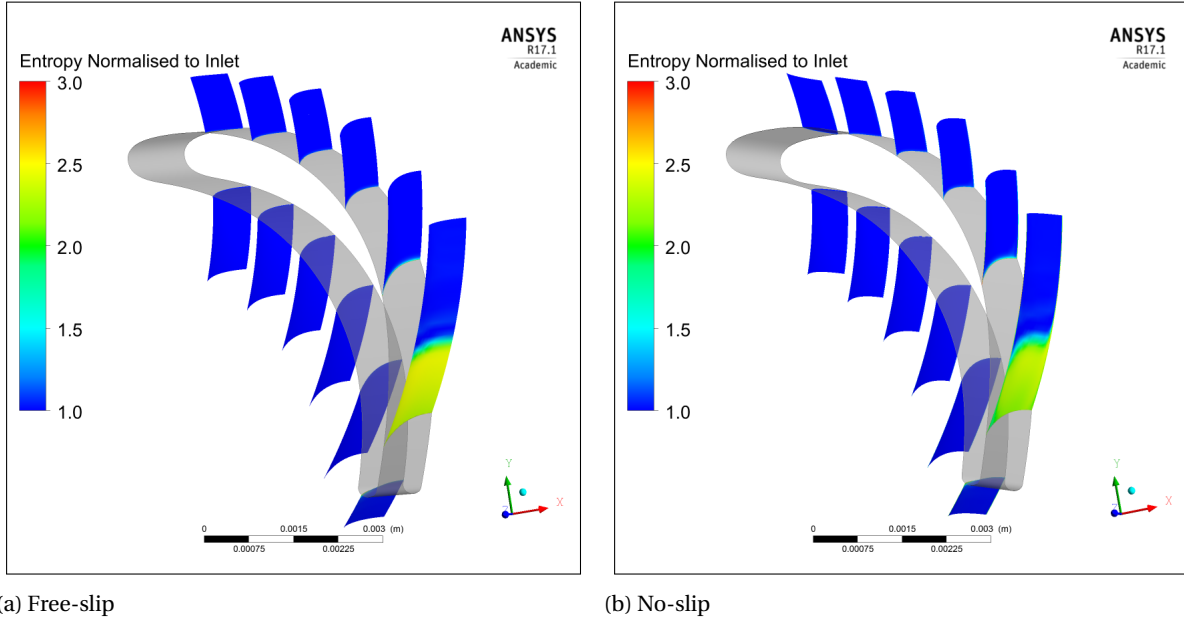 ANSYS
R17.1
Academic
Entropy Normalised to Inlet
3.0
2.5
2.0
1.5
1.0
Y
X
Z
0 0.0015 0.003 (m)
0.00075 0.00225
(a) Free-slip
ANSYS
R17.1
Academic
Entropy Normalised to Inlet
3.0
2.5
2.0
1.5
1.0
Y
X
Z
0 0.0015 0.003 (m)
0.00075 0.00225
(b) No-slip